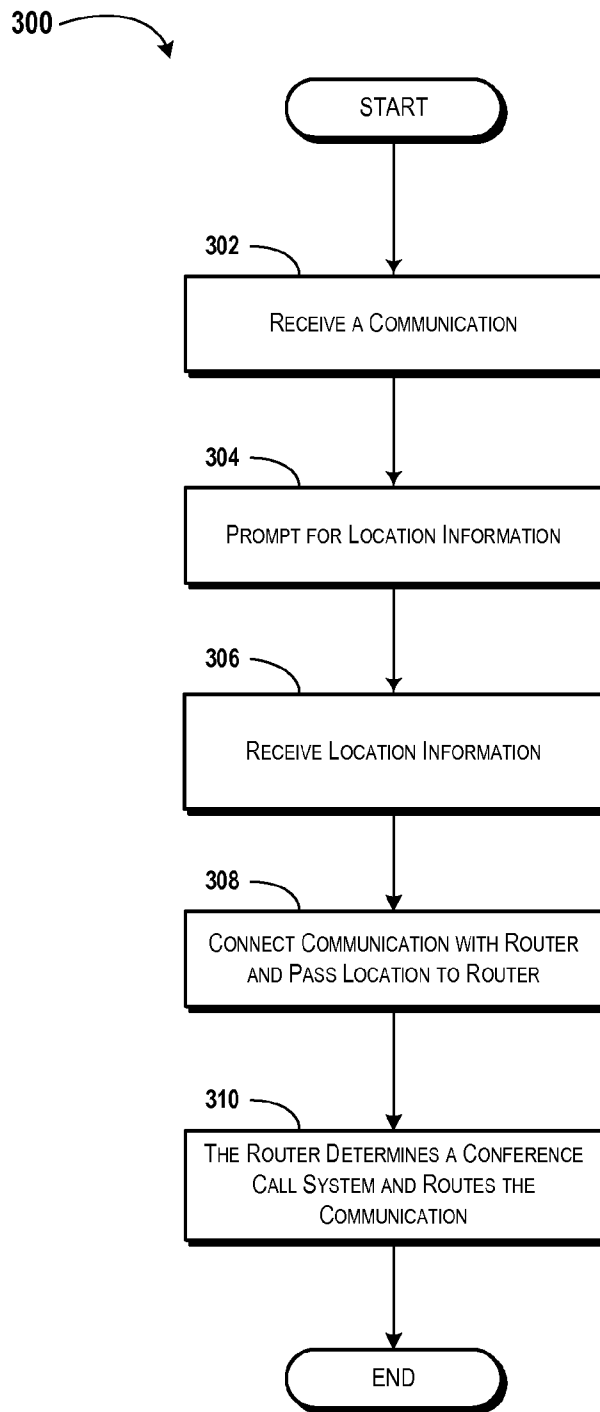 300
START
302
RECEIVE A COMMUNICATION
304
PROMPT FOR LOCATION INFORMATION
306
RECEIVE LOCATION INFORMATION
308
CONNECT COMMUNICATION WITH ROUTER
AND PASS LOCATION TO ROUTER
310
THE ROUTER DETERMINES A CONFERENCE
CALL SYSTEM AND ROUTES THE
COMMUNICATION
END